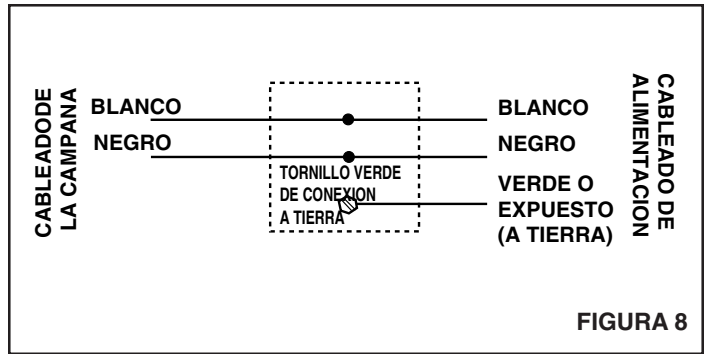 CABLEADODE
LA CAMPANA
BLANCO
NEGRO
TORNILLO VERDE
DE CONEXION
A TIERRA
BLANCO
NEGRO
VERDE O
EXPUESTO
(A TIERRA)
CABLEADO DE
ALIMENTACION
FIGURA 8